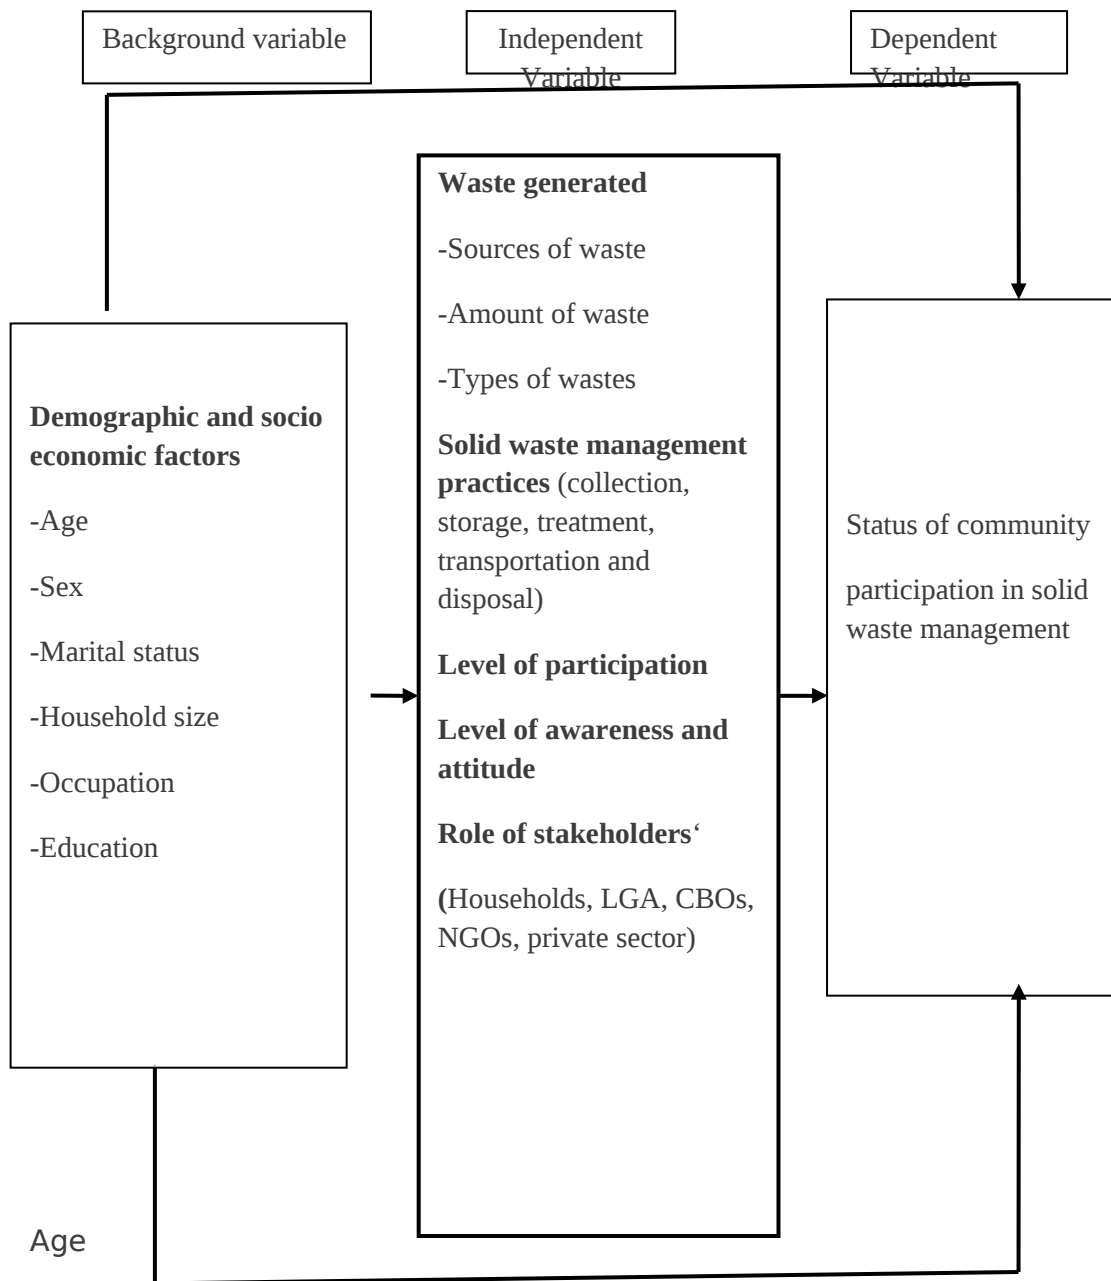 Background variable
Independent
Variable
Dependent
Variable
Demographic and socio
economic factors
-Age
-Sex
-Marital status
-Household size
-Occupation
-Education
Waste generated
-Sources of waste
-Amount of waste
-Types of wastes
Solid waste management
practices (collection,
storage, treatment,
transportation and
disposal)
Level of participation
Level of awareness and
attitude
Role of stakeholders‘
(Households, LGA, CBOs,
NGOs, private sector)
Status of community
participation in solid
waste management
Age